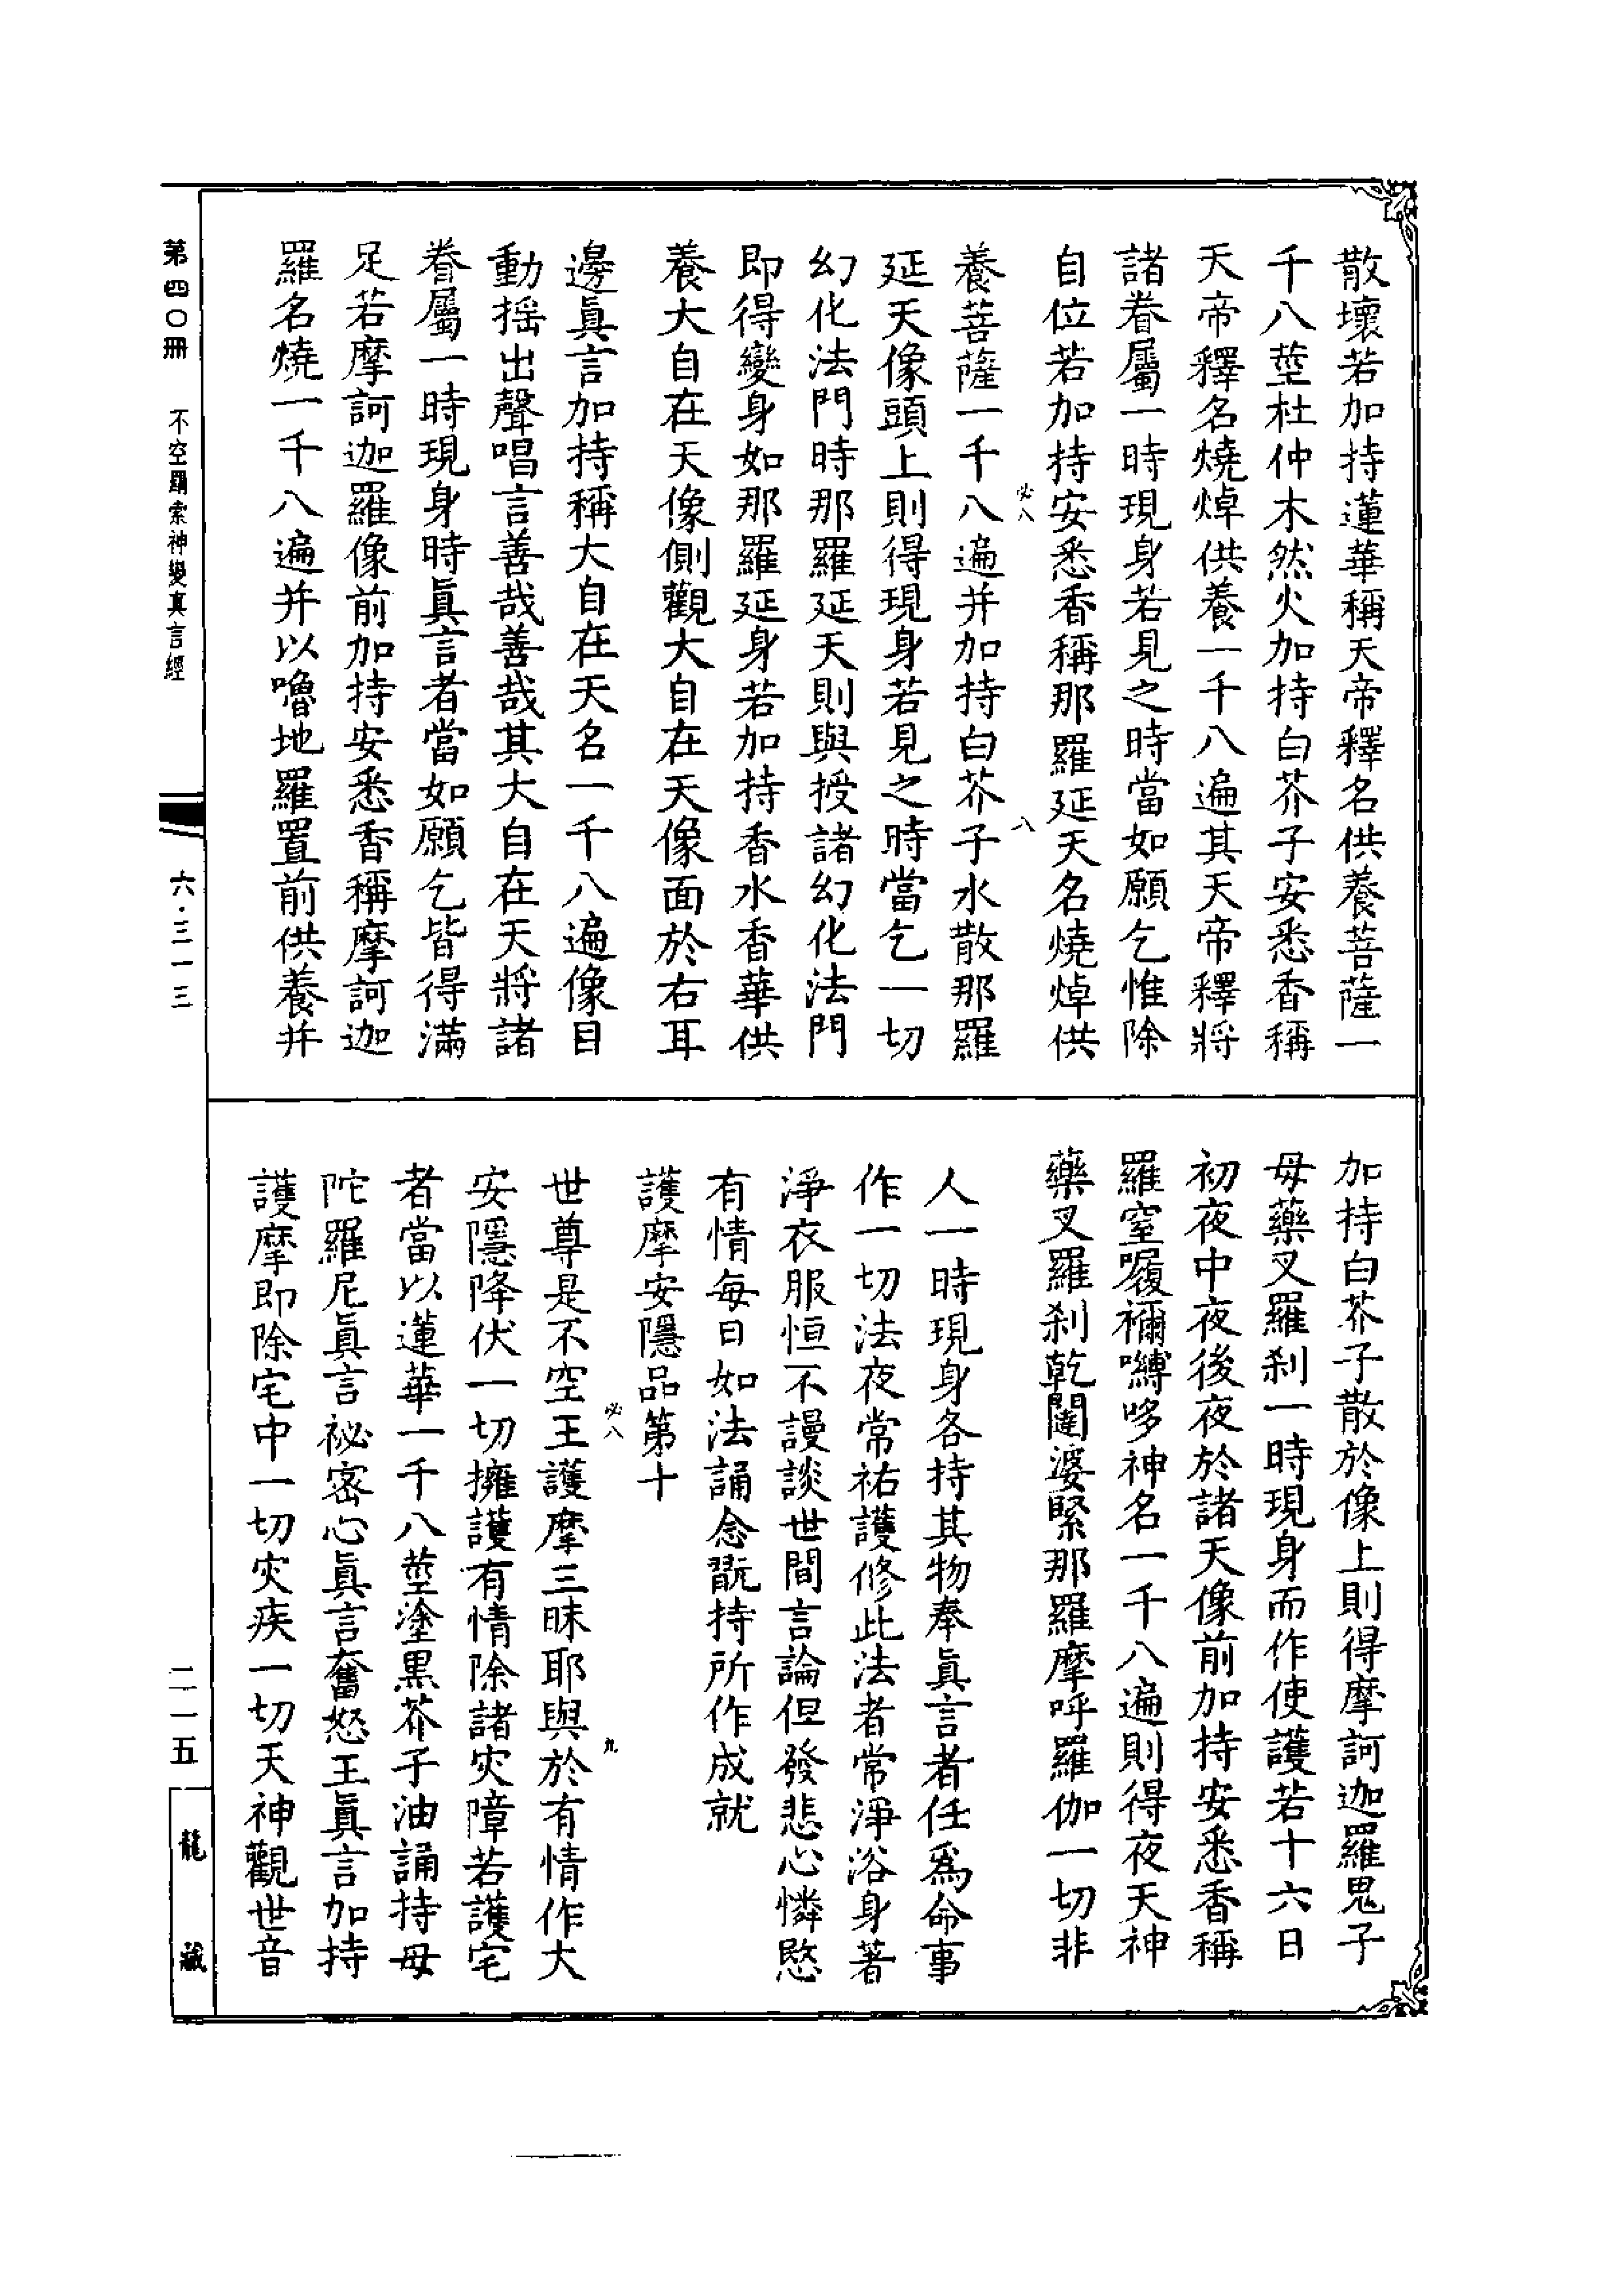 散壞若加持蓮華稱天帝釋名供養菩薩一
千八莖杜仲木然火加持白芥子安悉香稱
天帝釋名燒焯供養一千八遍其天帝釋將
諸眷屬一時現身若見之時當如願乞惟除
自位若加持安悉香稱那羅延天名燒焯供
必八 八
養菩薩一千八遍并加持白芥子水散那羅
延天像頭上則得現身若見之時當乞一切
幻化法門時那羅延天則與授諸幻化法門
即得變身如那羅延身若加持香水香華供
養大自在天像側觀大自在天像面於右耳
邊眞言加持稱大自在天名一千八遍像目
動揺出聲唱言善哉善哉其大自在天將諸
眷屬一時現身時眞言者當如願乞皆得滿
足若摩訶迦羅像前加持安悉香稱摩訶迦
羅名燒一千八遍并以嚕地羅置前供養并
加持白芥子散於像上則得摩訶迦羅鬼子
母藥叉羅刹一時現身而作使護若十六日
初夜中夜後夜於諸天像前加持安悉香稱
羅窒囉禰嚩哆神名一千八遍則得夜天神
藥叉羅刹乾闥婆緊那羅摩呼羅伽一切非
人一時現身各持其物奉眞言者任爲命事
作一切法夜常祐護修此法者常淨浴身著
淨衣服恒不謾談世間言論但發悲心憐愍
有情每日如法誦念翫持所作成就
護摩安隱品第十
必八 九
世尊是不空王護摩三昧耶與於有情作大
安隱降伏一切擁護有情除諸灾障若護宅
者當以蓮華一千八莖塗黑芥子油誦持母
陀羅尼眞言祕密心眞言奮怒王眞言加持
護摩即除宅中一切灾疾一切天神觀世音
第四〇冊 不空羂索神變真言經
六·三一三
二一五
龍藏